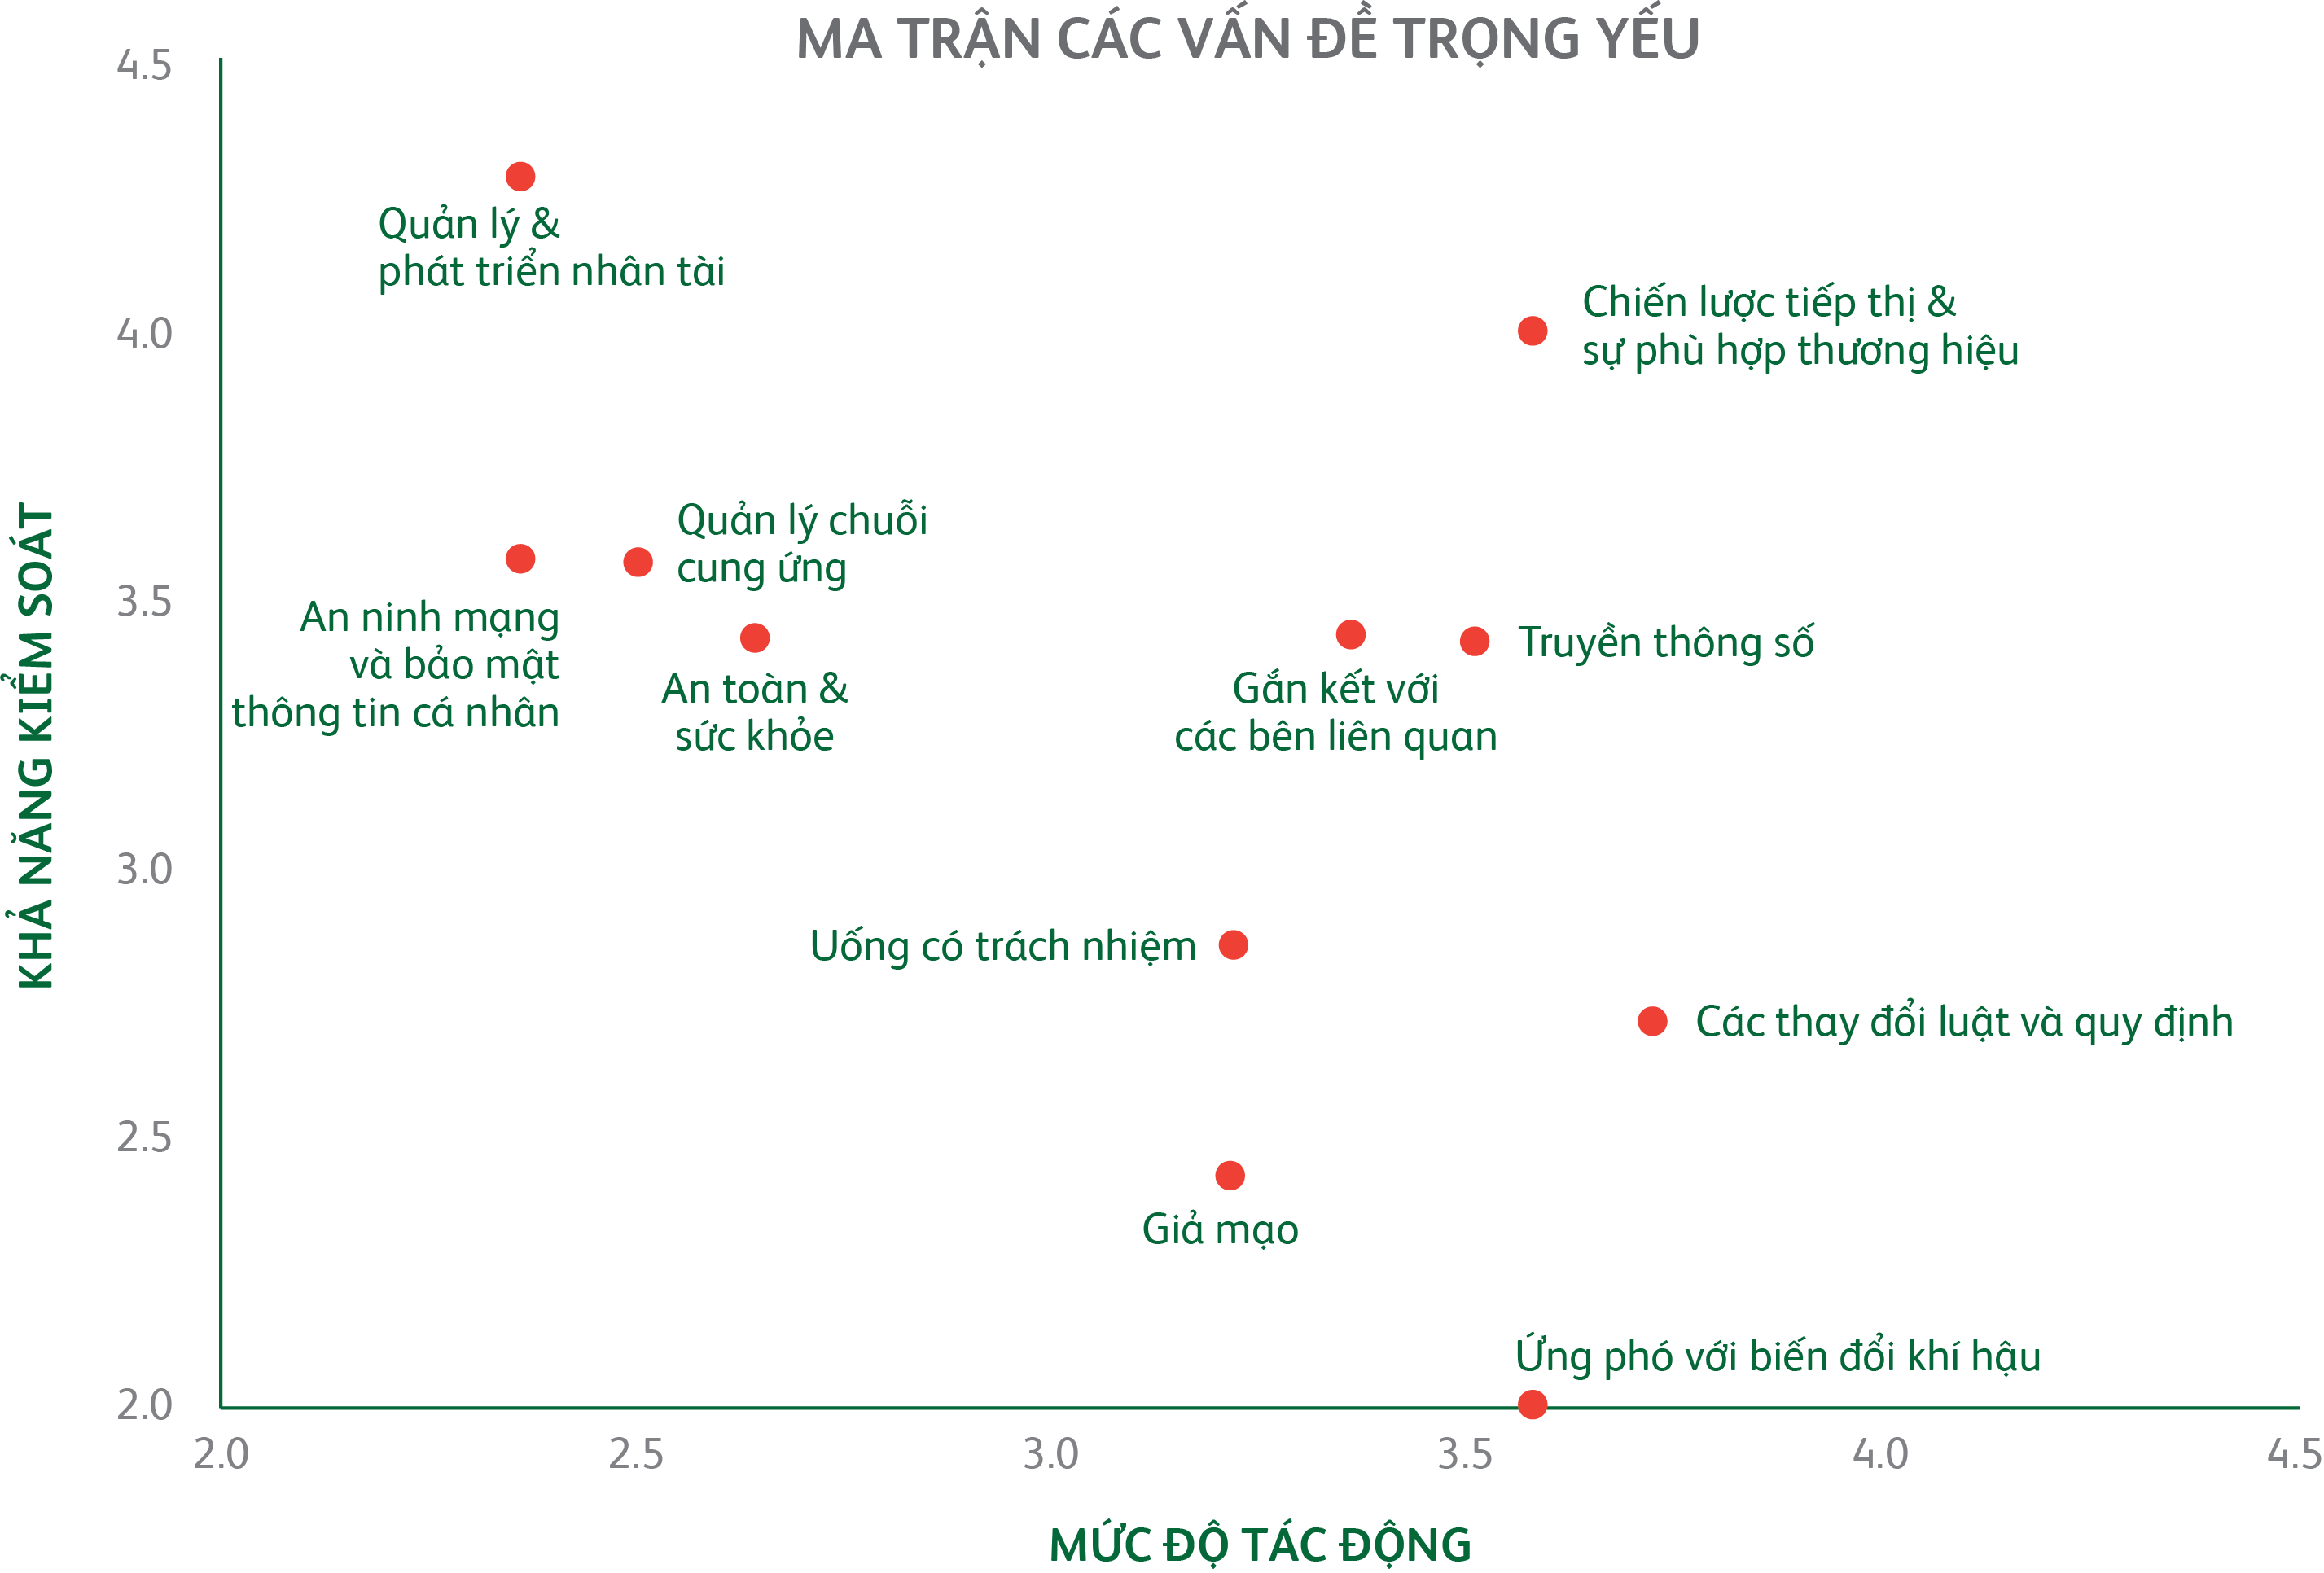 MA TRẬN CÁC VẤN ĐỀ TRỌNG YẾU
4.5
Quản lý &
phát triển nhân tài
Chiến lược tiếp thị &
sự phù hợp thương hiệu
4.0
Quản lý chuỗi
cung ứng
3.5
An ninh mạng
và bảo mật
thông tin cá nhân
An toàn &
sức khỏe
Gắn kết với
các bên liên quan
Truyền thông số
KHẢ NĂNG KIỂM SOÁT
3.0
Uống có trách nhiệm
Các thay đổi luật và quy định
2.5
Giả mạo
Ứng phó với biến đổi khí hậu
2.0
2.0
2.5
3.0
3.5
4.0
4.5
MỨC ĐỘ TÁC ĐỘNG